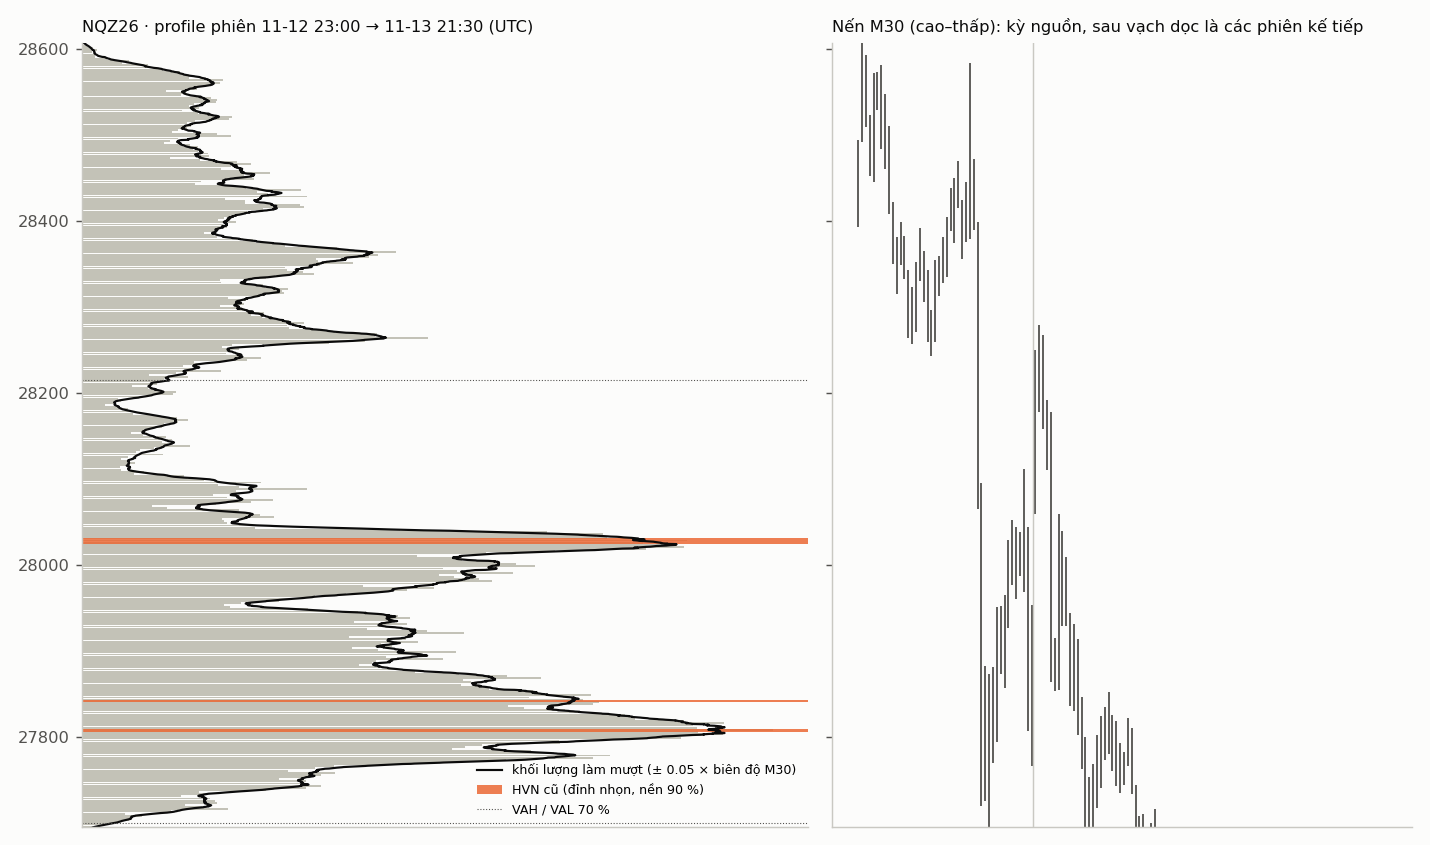 NQZ26 · profile phiên 11-12 23:00 → 11-13 21:30 (UTC)
Nến M30 (cao–thấp): kỳ nguồn, sau vạch dọc là các phiên kế tiếp
28600
28400
28200
28000
27800
khối lượng làm mượt (± 0.05 × biên độ M30)
HVN cũ (đỉnh nhọn, nền 90 %)
VAH / VAL 70 %